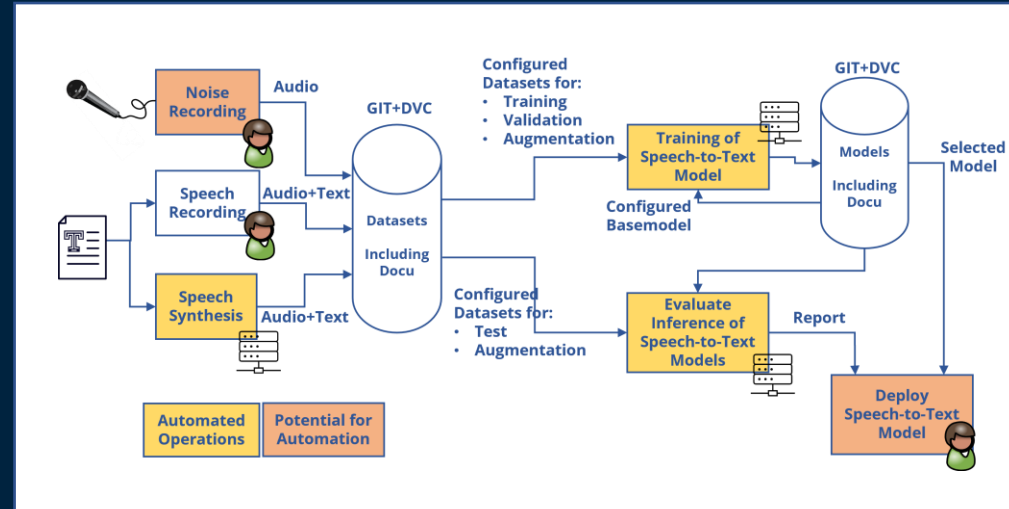 Noise
Recording
Audio
GIT+DVC
Speech
Recording
Audio+Text
T
Speech
Synthesis
Audio+Text
Datasets
Including
Docu
Configured
Datasets for:
• Training
• Validation
• Augmentation
Training of
Speech-to-Text
Model
GIT+DVC
Models
Including
Docu
Selected
Model
Configured
Basemodel
Configured
Datasets for:
• Test
• Augmentation
Evaluate
Inference of
Speech-to-Text
Models
Report
Deploy
Speech-to-Text
Model
Automated
Operations
Potential for
Automation